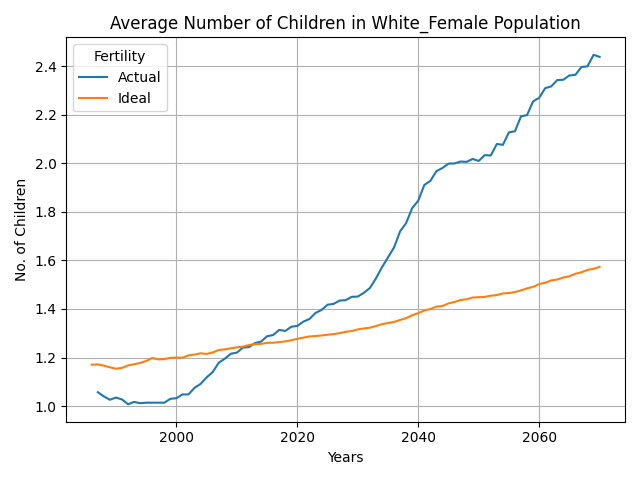 Average Number of Children in White_Female Population
Fertility
Actual
Ideal
No. of Children
2.4
2.2
2.0
1.8
1.6
1.4
1.2
1.0
2000 2020 2040 2060
Years